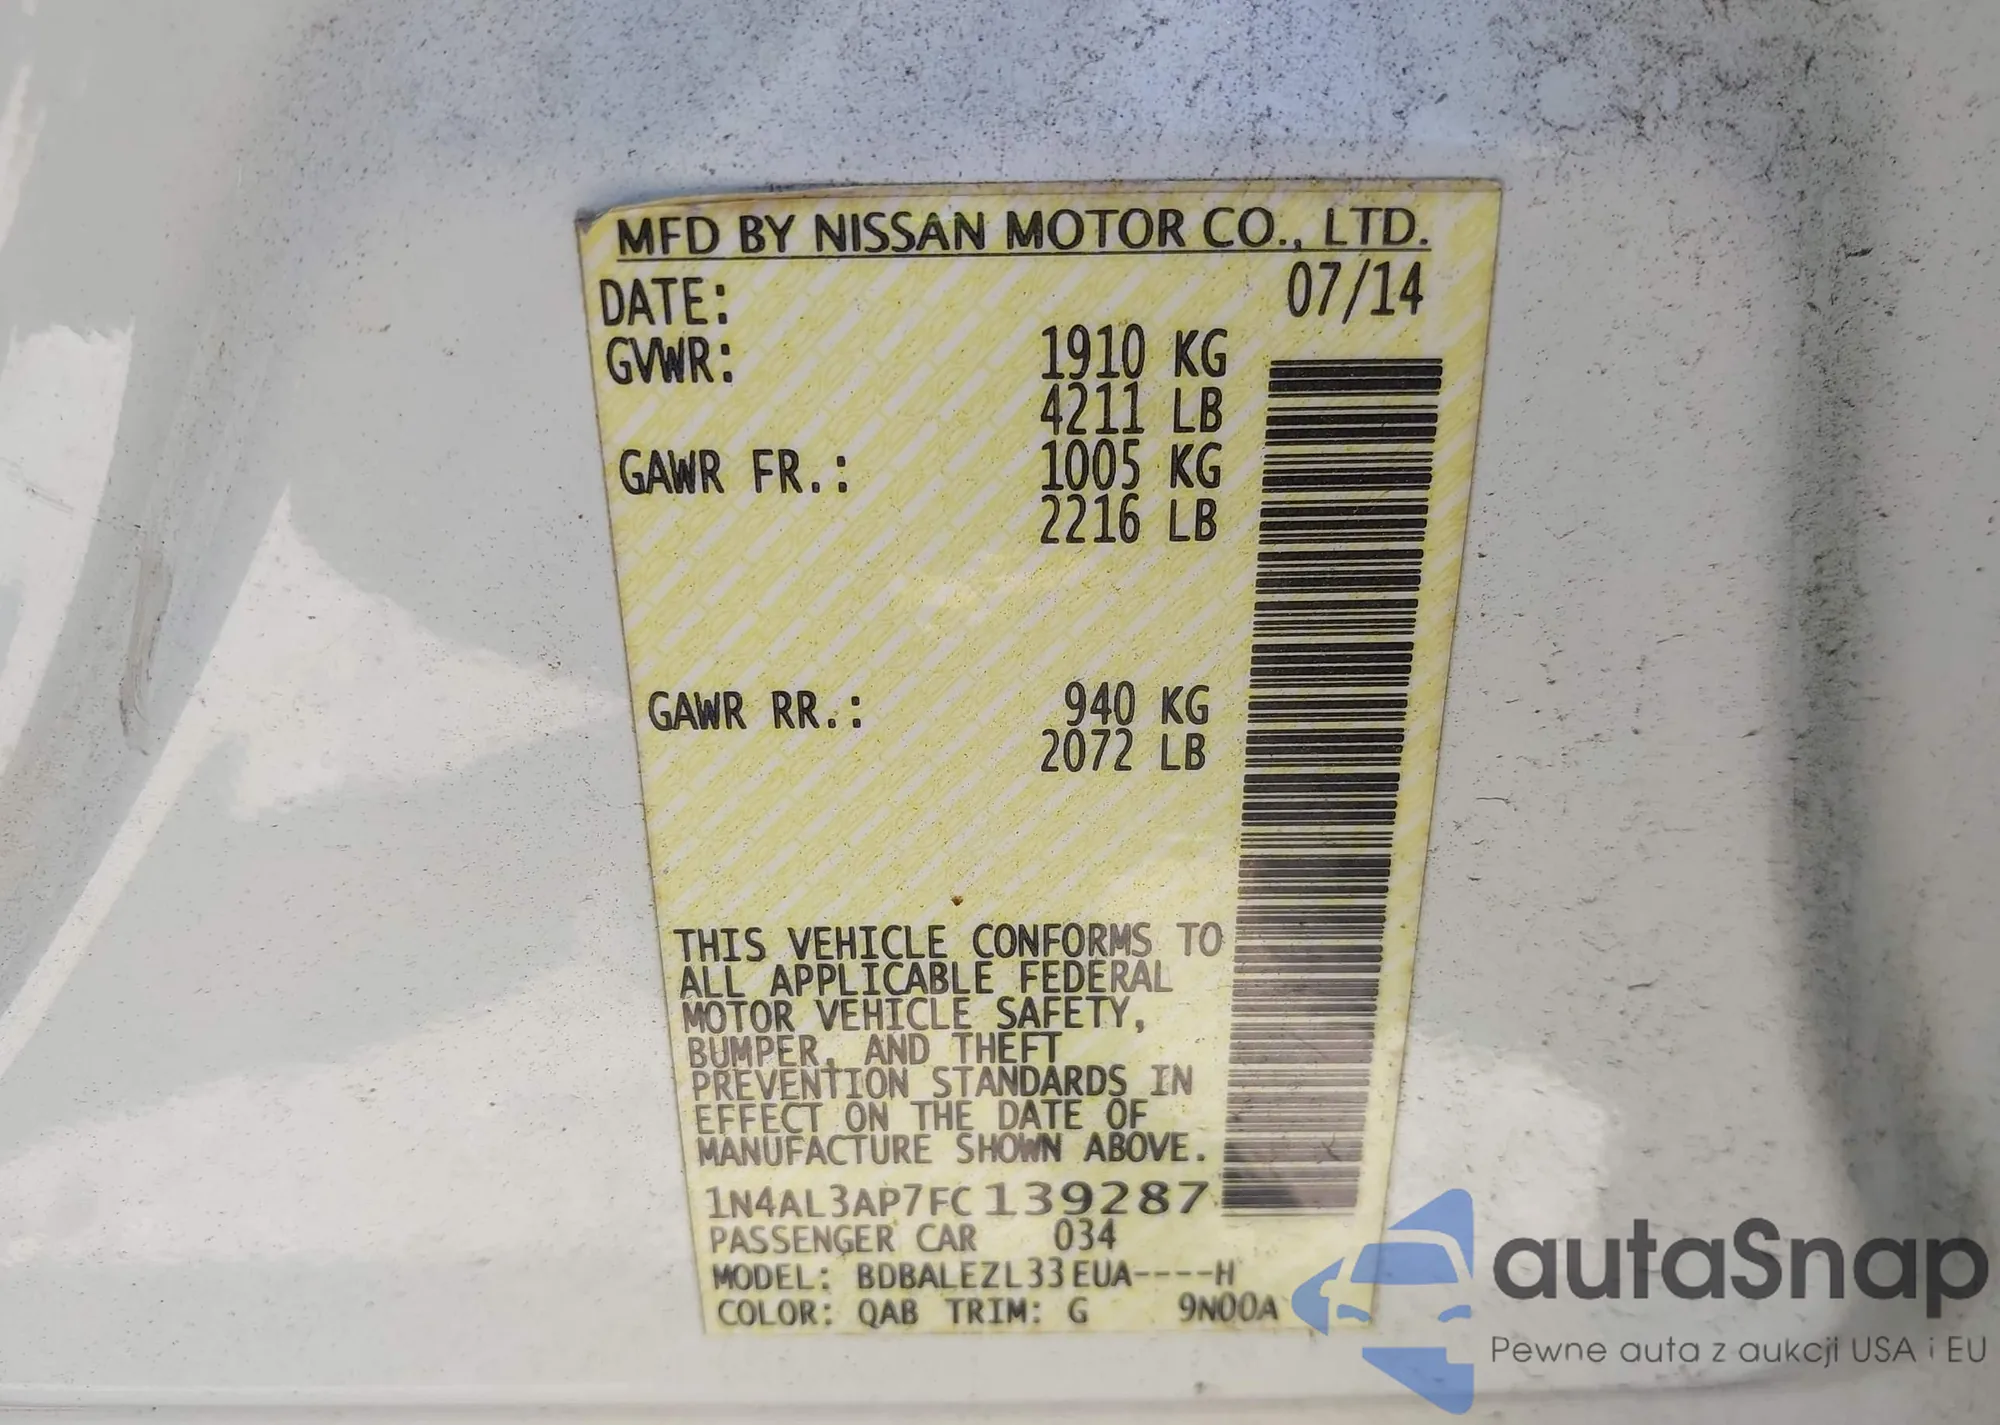 MFD BY NISSAN MOTOR CO., LTD.
DATE: 07/14
GVWR: 1910 KG
4211 LB
GAWR FR.: 1005 KG
2216 LB
GAWR RR.: 940 KG
2072 LB
THIS VEHICLE CONFORMS TO
ALL APPLICABLE FEDERAL
MOTOR VEHICLE SAFETY,
BUMPER, AND THEFT
PREVENTION STANDARDS IN
EFFECT ON THE DATE OF
MANUFACTURE SHOWN ABOVE.
1N4AL3AP7FC139287
PASSENGER CAR 034
MODEL: BDBALEZL33EUA----H
COLOR: QAB TRIM: G 9N00A
autaSnap
Pewne auta z aukcji USA i EU